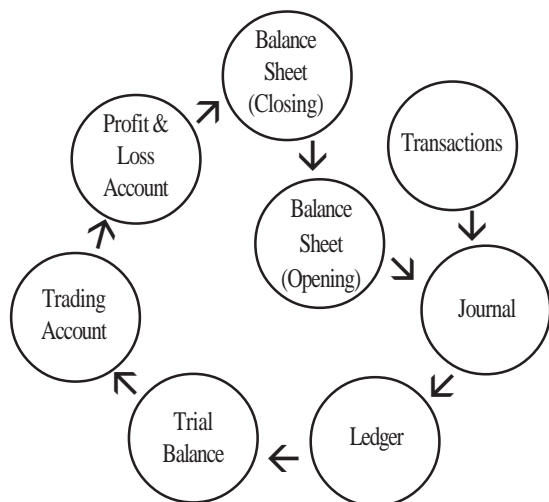 Balance
Sheet
(Closing)
Profit &
Loss
Account
Transactions
Balance
Sheet
(Opening)
Trading
Account
Journal
Trial
Balance
Ledger